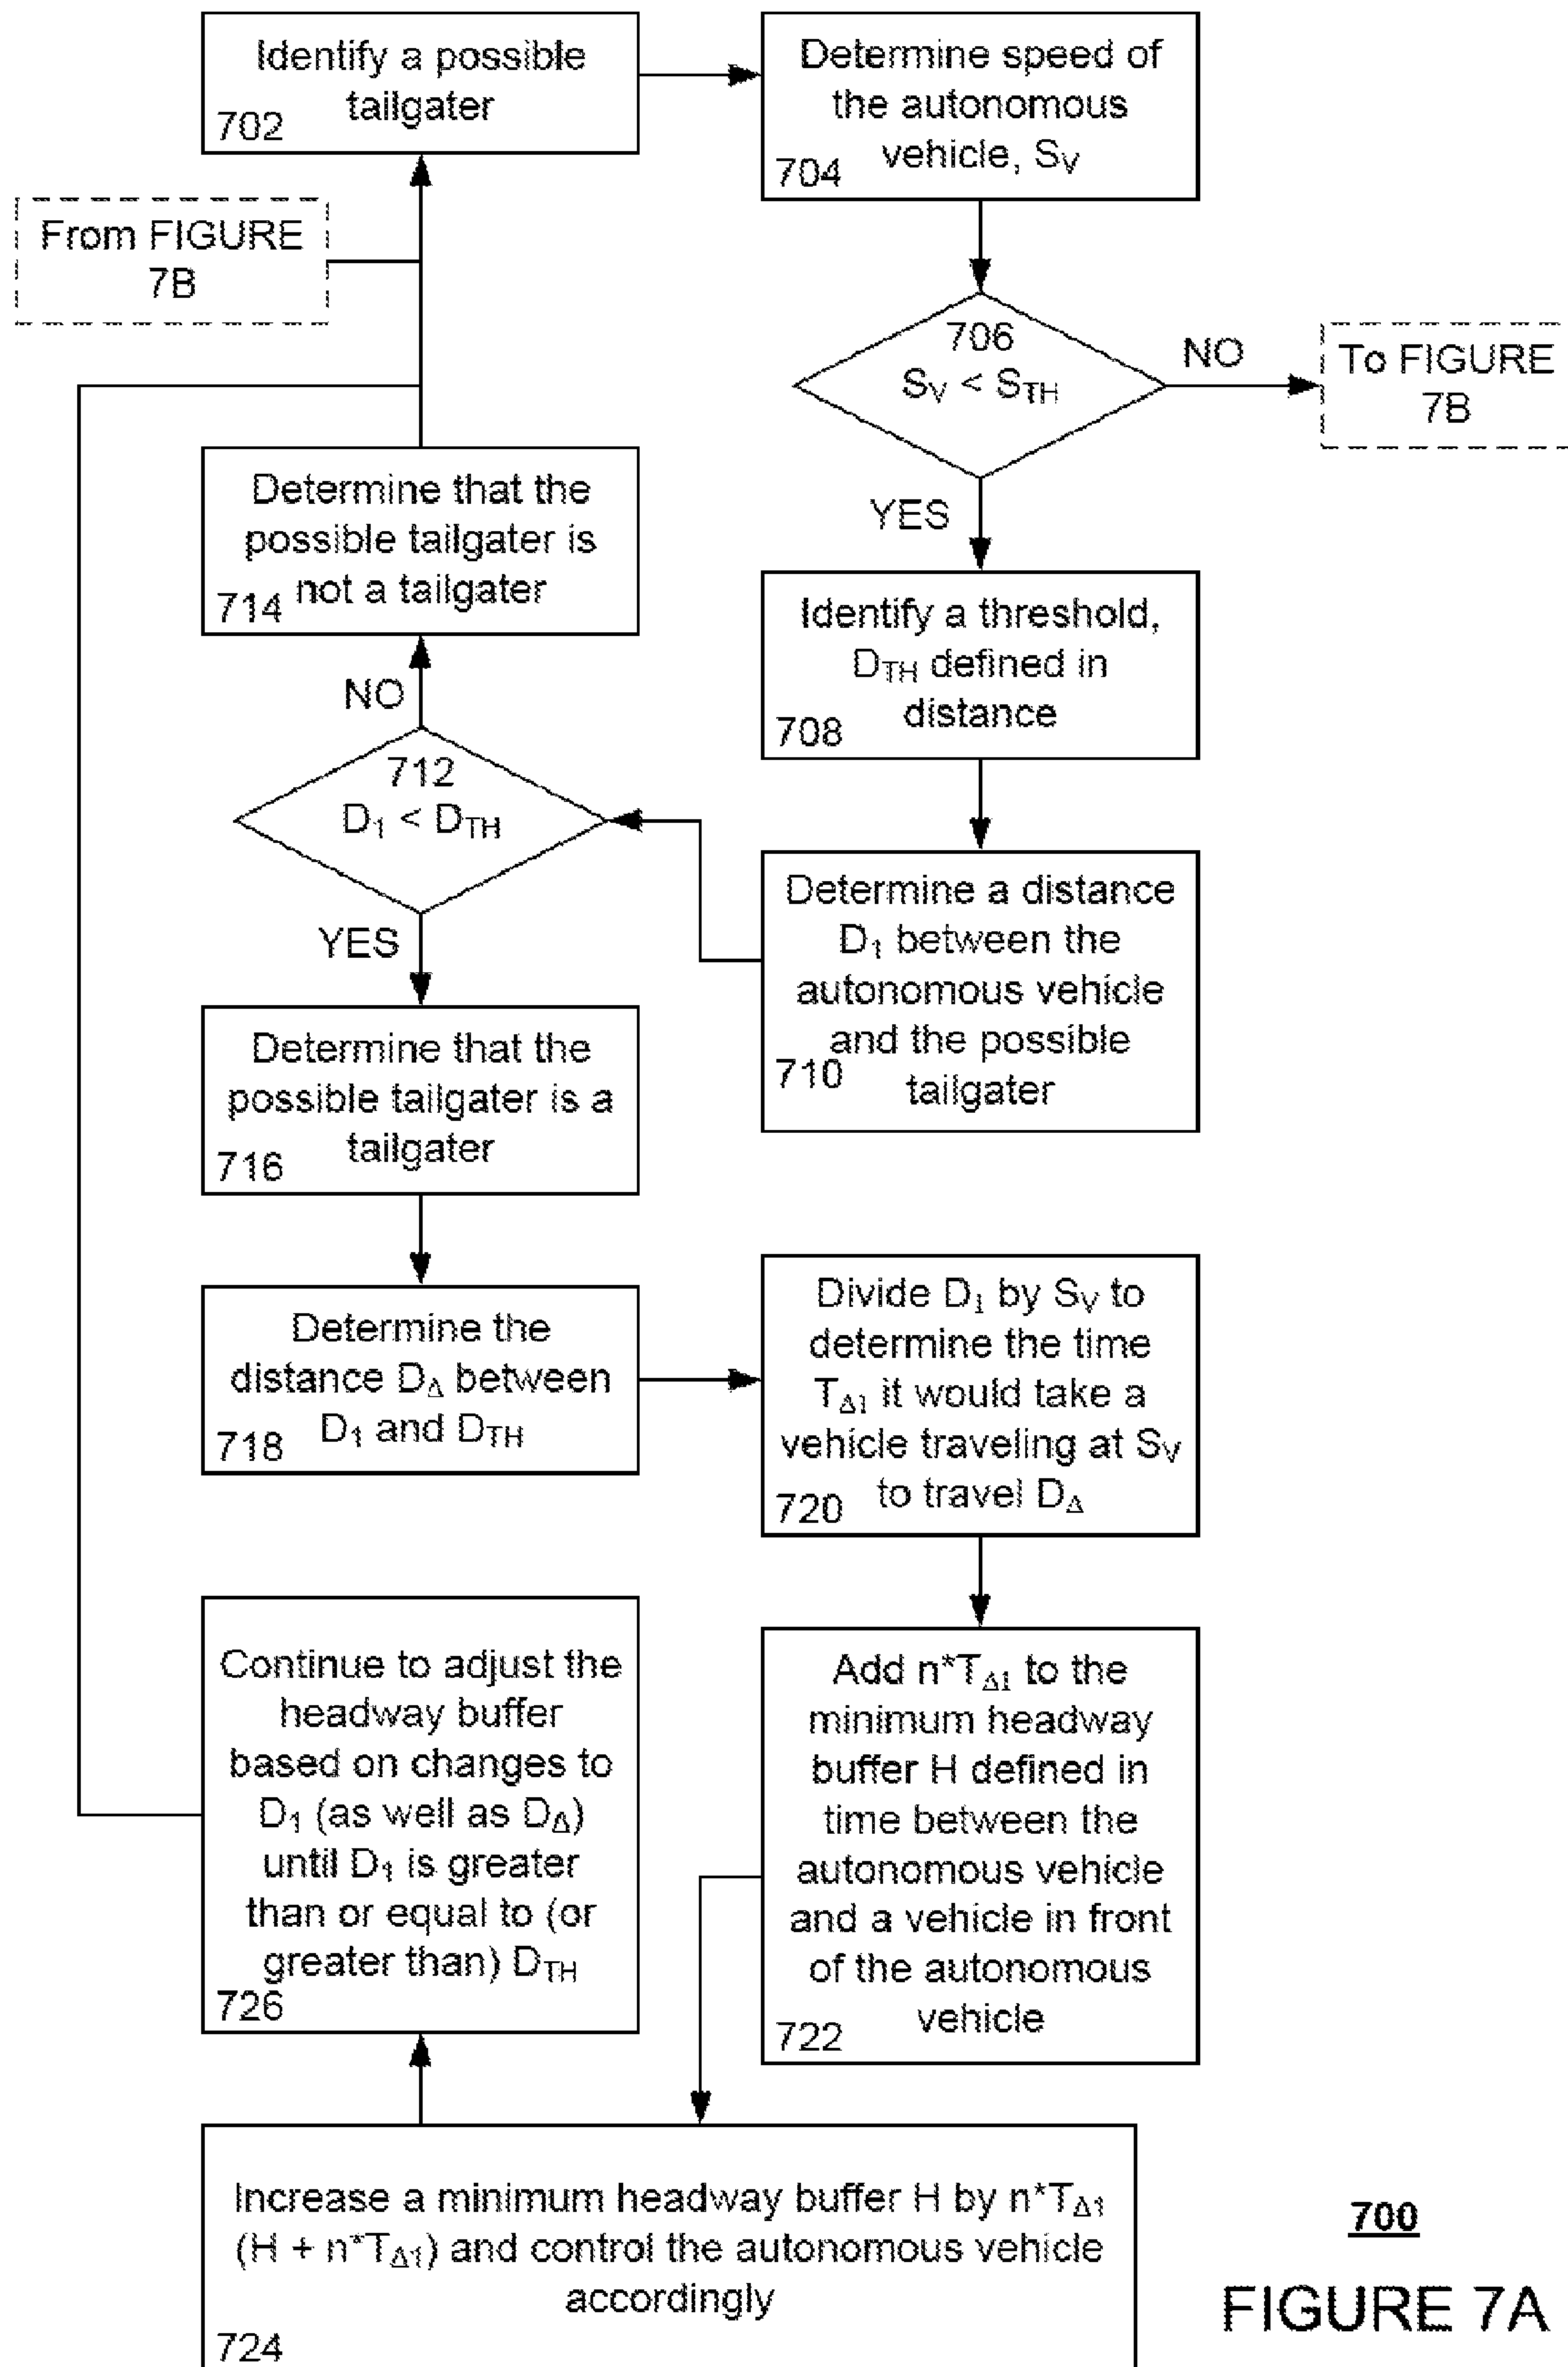 Identify a possible
tailgater
702
Determine speed of
the autonomous
vehicle, SV
704
From FIGURE
7B
706
SV < STH
NO
To FIGURE
7B
YES
Determine that the
possible tailgater is
not a tailgater
714
Identify a threshold,
DTH defined in
distance
708
NO
712
D1 < DTH
YES
Determine a distance
D1 between the
autonomous vehicle
and the possible
tailgater
710
Determine that the
possible tailgater is a
tailgater
716
Determine the
distance DΔ between
D1 and DTH
718
Divide D1 by SV to
determine the time
TΔ1 it would take a
vehicle traveling at SV
to travel DΔ
720
Add n*TΔ1 to the
minimum headway
buffer H defined in
time between the
autonomous vehicle
and a vehicle in front
of the autonomous
vehicle
722
Continue to adjust the
headway buffer
based on changes to
D1 (as well as DΔ)
until D1 is greater
than or equal to (or
greater than) DTH
726
Increase a minimum headway buffer H by n*TΔ1
(H + n*TΔ1) and control the autonomous vehicle
accordingly
724
700
FIGURE 7A